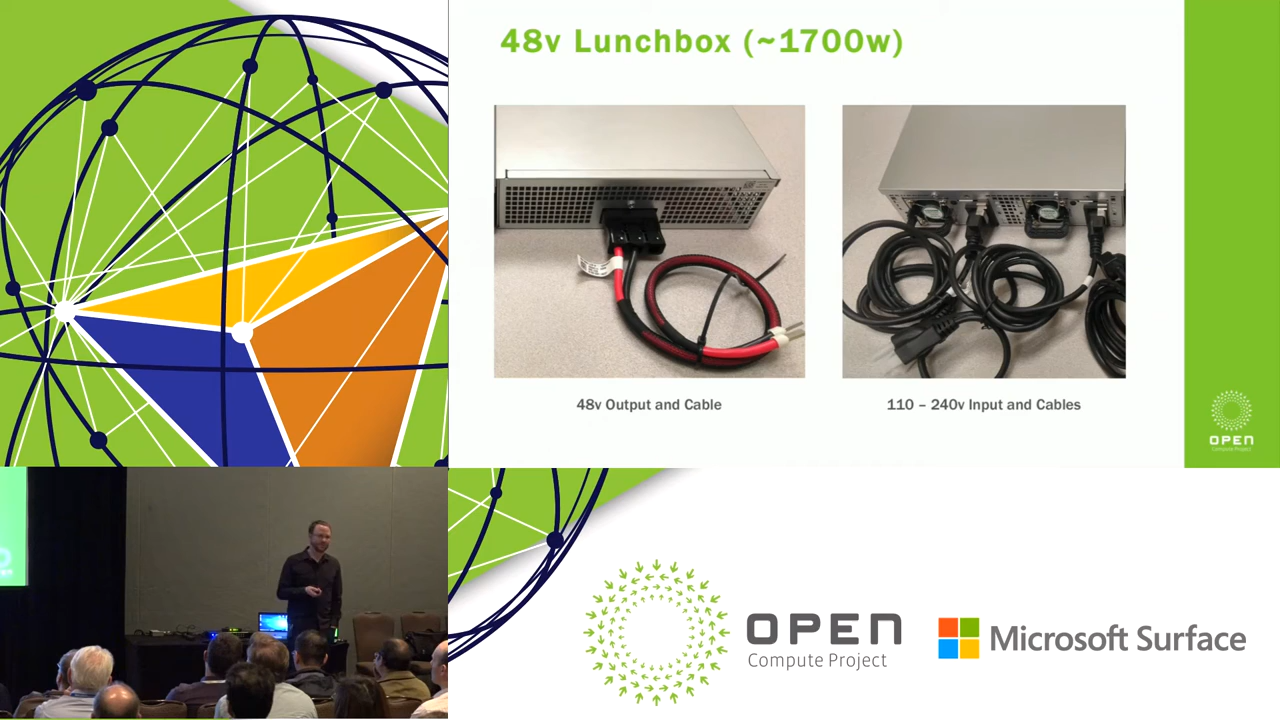 48v Lunchbox (~1700w)
48v Output and Cable
110 – 240v Input and Cables
OPEN
Compute Project
OPEN
Compute Project
Microsoft Surface